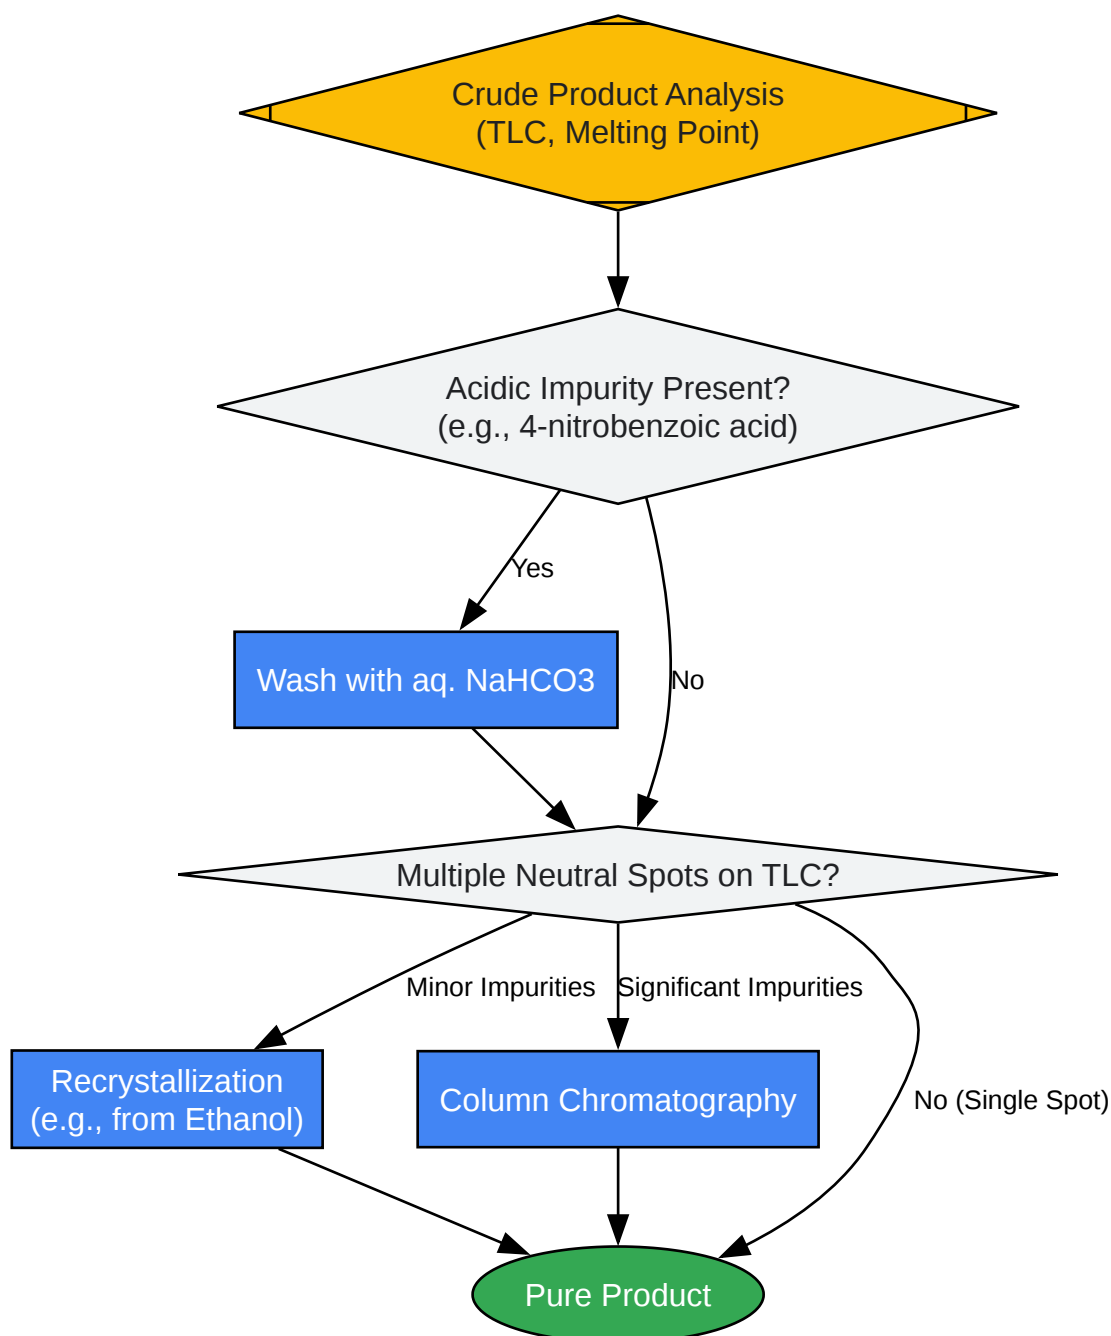 Crude Product Analysis
(TLC, Melting Point)
Acidic Impurity Present?
(e.g., 4-nitrobenzoic acid)
Yes
Wash with aq. NaHCO3
No
Multiple Neutral Spots on TLC?
Minor Impurities
Significant Impurities
Recrystallization
(e.g., from Ethanol)
Column Chromatography
No (Single Spot)
Pure Product